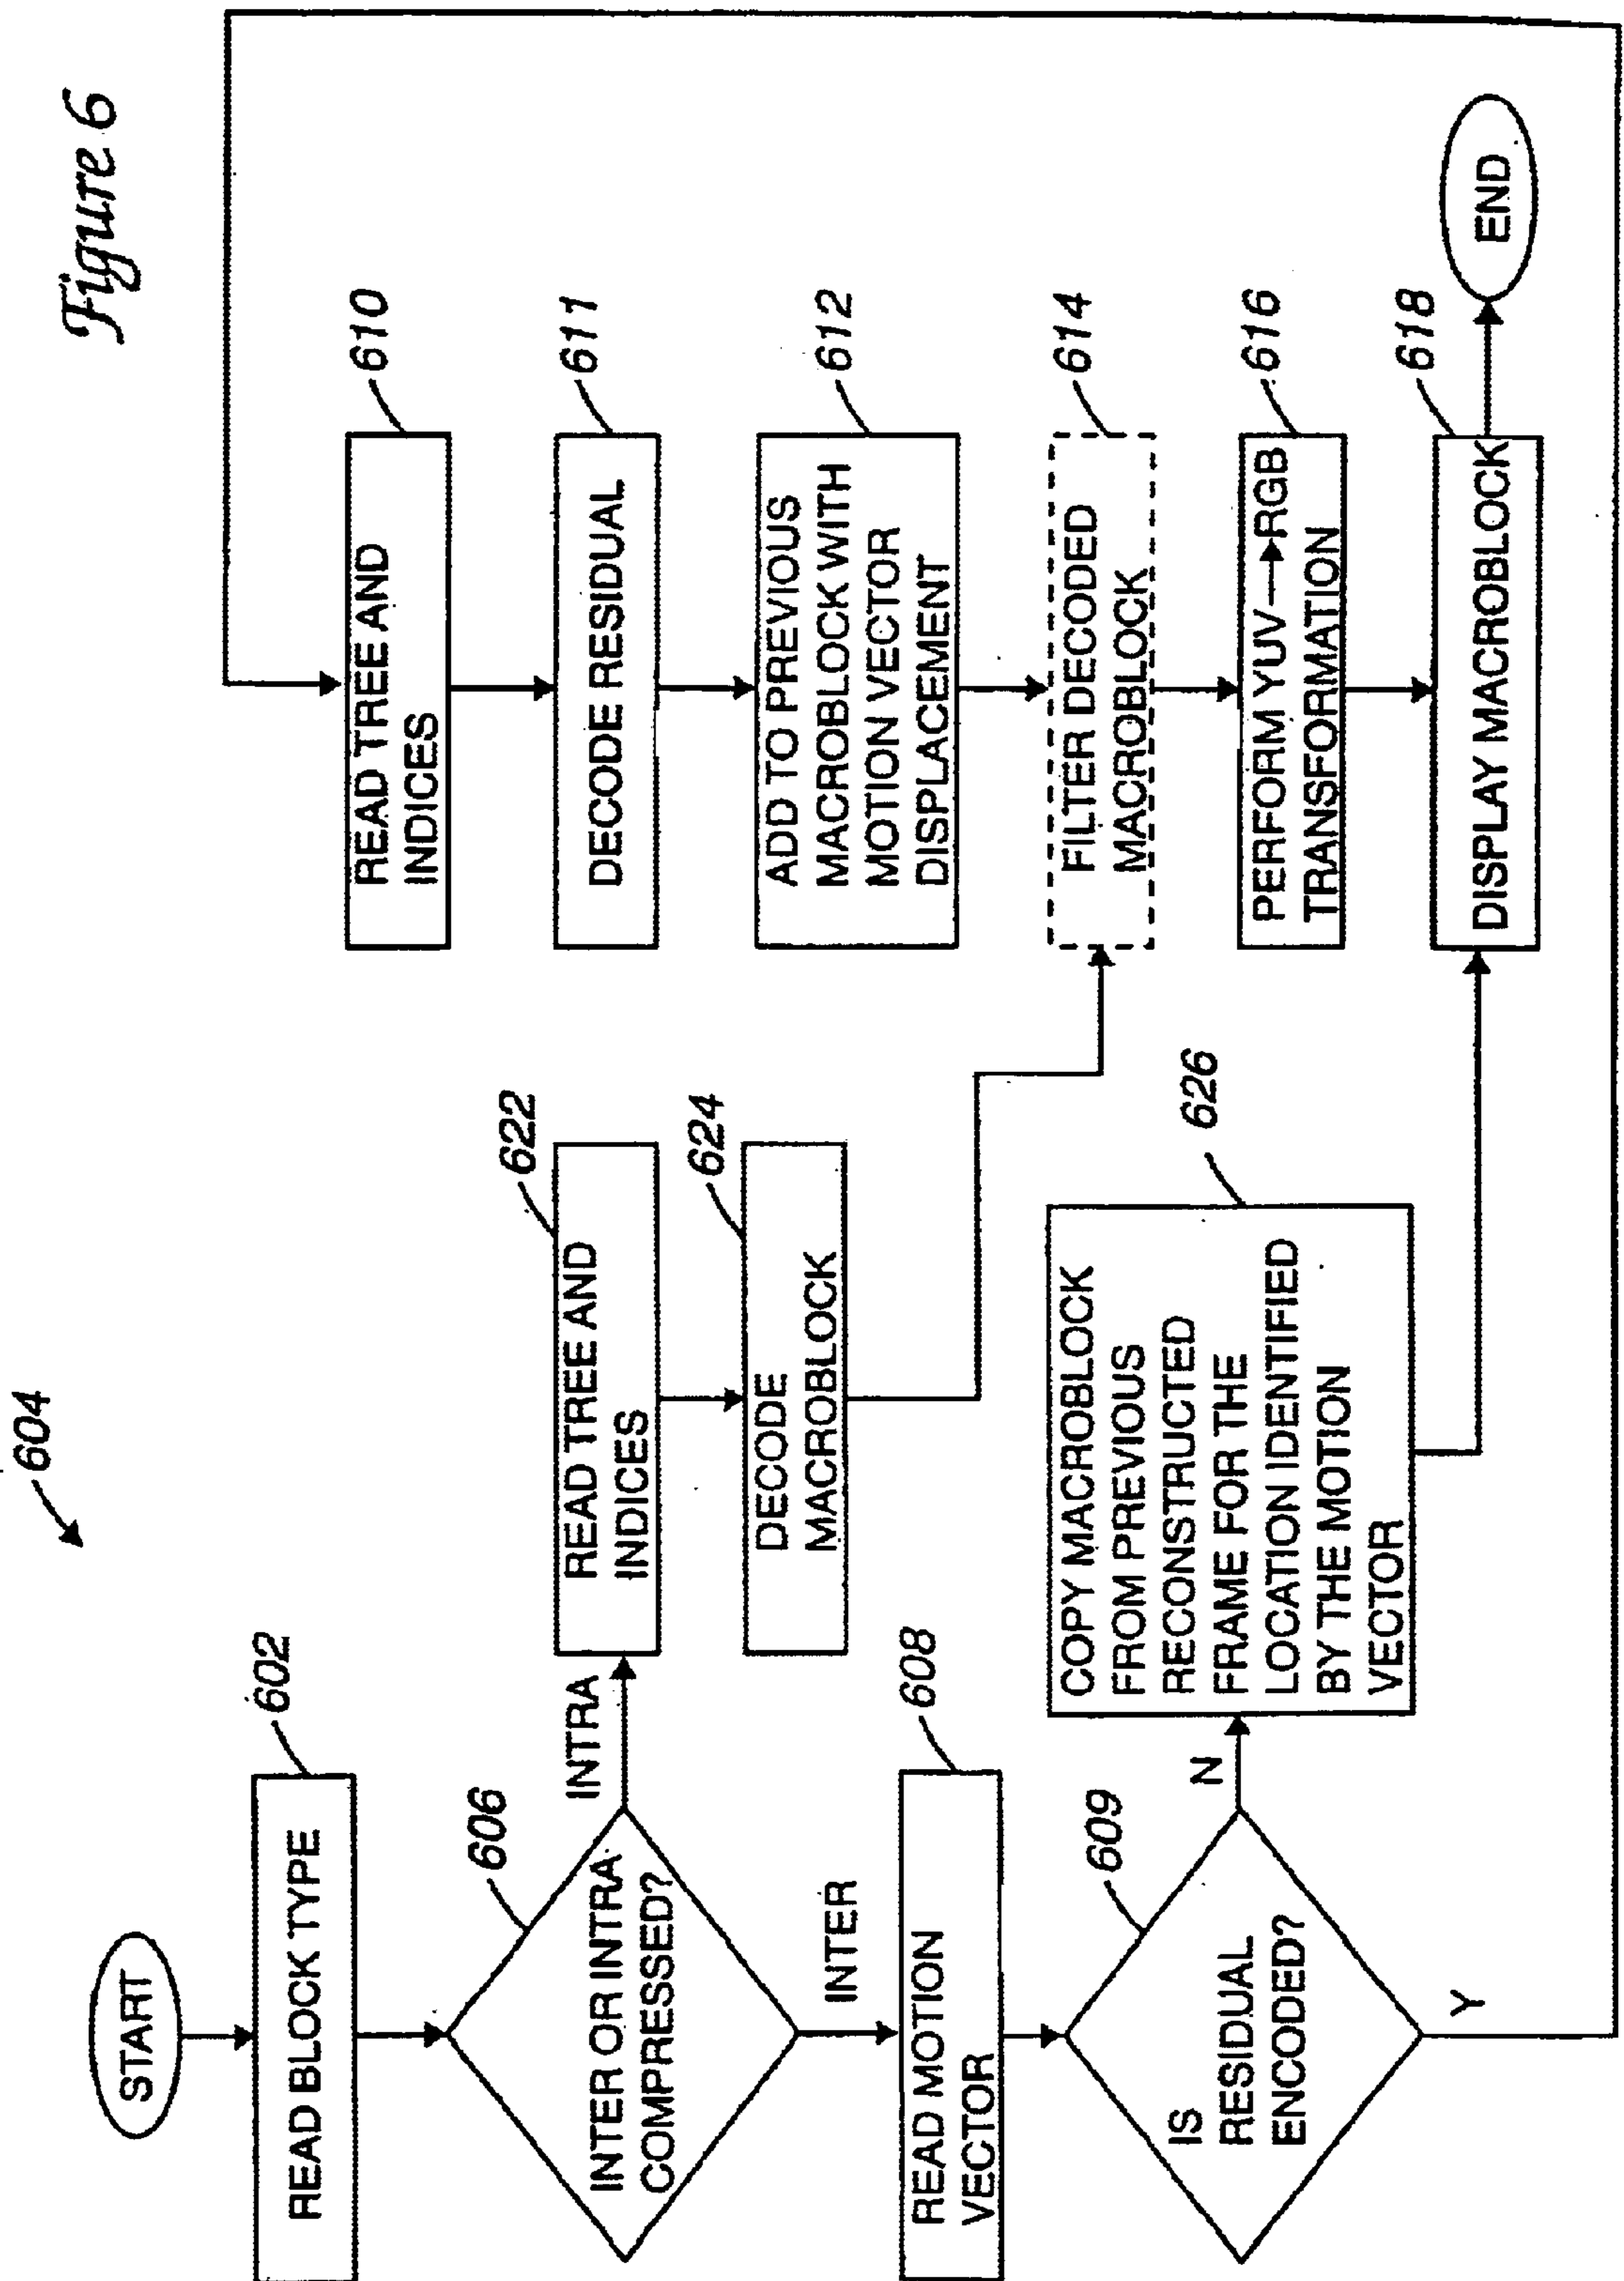 Figure 6
604
START
READ BLOCK TYPE
602
INTER OR INTRA
COMPRESSED?
606
INTRA
INTER
READ MOTION
VECTOR
608
IS
RESIDUAL
ENCODED?
609
N
Y
READ TREE AND
INDICES
622
DECODE
MACROBLOCK
624
COPY MACROBLOCK
FROM PREVIOUS
RECONSTRUCTED
FRAME FOR THE
LOCATION IDENTIFIED
BY THE MOTION
VECTOR
626
READ TREE AND
INDICES
610
DECODE RESIDUAL
611
ADD TO PREVIOUS
MACROBLOCK WITH
MOTION VECTOR
DISPLACEMENT
612
FILTER DECODED
MACROBLOCK
614
PERFORM YUV→RGB
TRANSFORMATION
616
DISPLAY MACROBLOCK
618
END